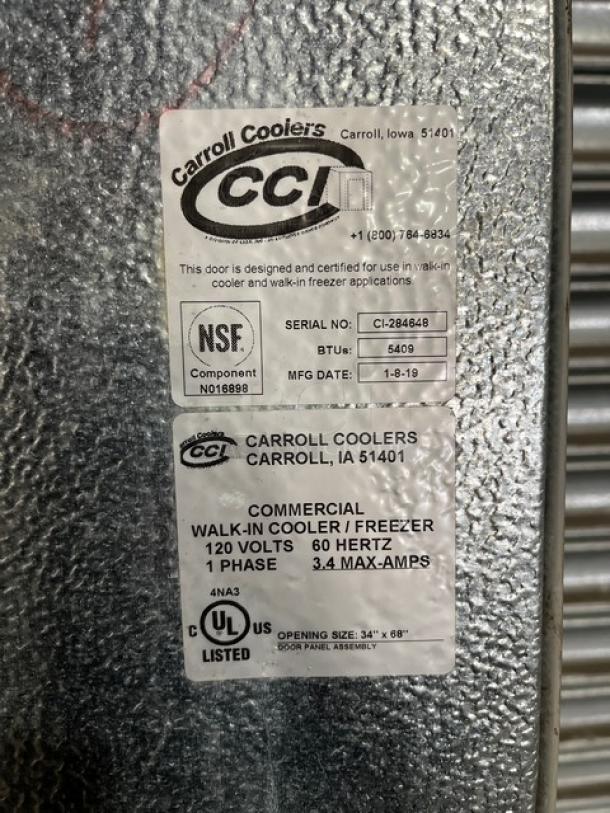 Carroll Coolers
CCI
Carroll, Iowa 51401
+1 (800) 764-6834
This door is designed and certified for use in walk-in
cooler and walk-in freezer applications
NSF
Component
N016898
SERIAL NO: CI-284648
BTUs: 5409
MFG DATE: 1-8-19
Carroll Coolers
CCI
CARROLL COOLERS
CARROLL, IA 51401
COMMERCIAL
WALK-IN COOLER / FREEZER
120 VOLTS 60 HERTZ
1 PHASE 3.4 MAX-AMPS
4NA3
C UL US
LISTED
OPENING SIZE: 34" x 68"
DOOR PANEL ASSEMBLY